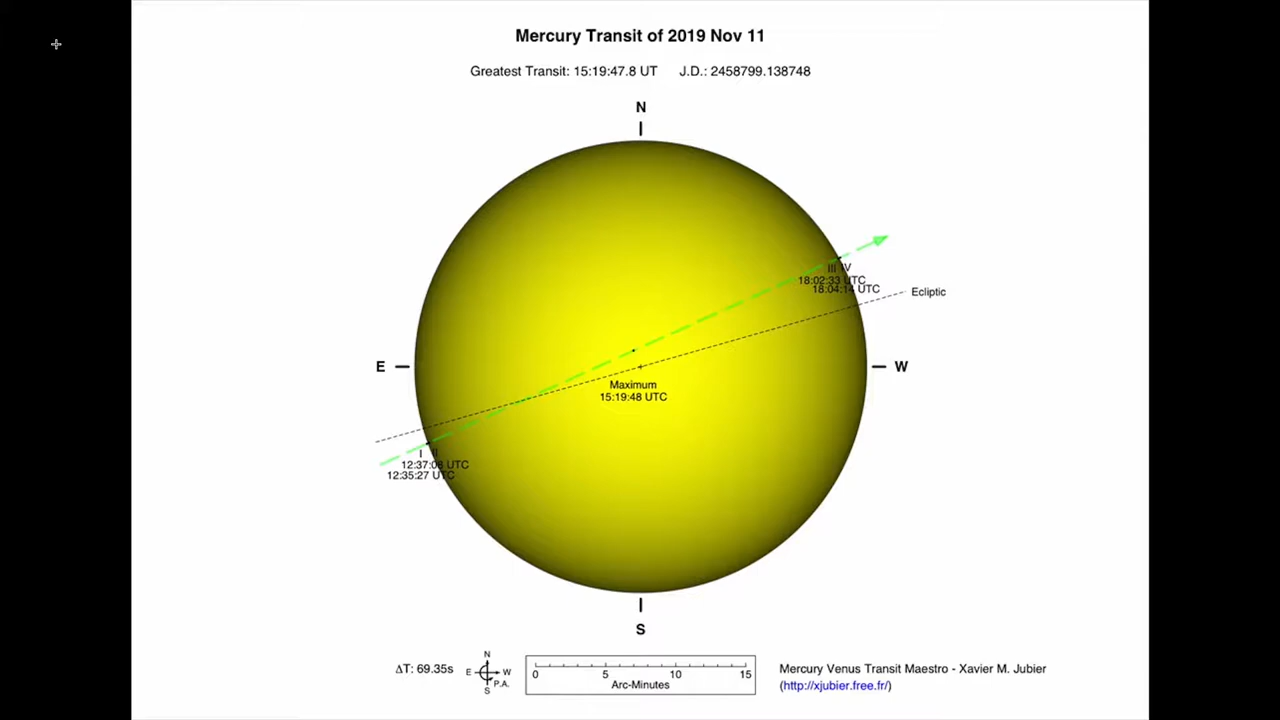 Mercury Transit of 2019 Nov 11
Greatest Transit: 15:19:47.8 UT J.D.: 2458799.138748
N
III IV
18:02:33 UTC
18:04:14 UTC
Ecliptic
E
W
Maximum
15:19:48 UTC
I II
12:37:08 UTC
12:35:27 UTC
S
ΔT: 69.35s
N
E W
S
P.A.
0 5 10 15
Arc-Minutes
Mercury Venus Transit Maestro - Xavier M. Jubier
(http://xjubier.free.fr/)